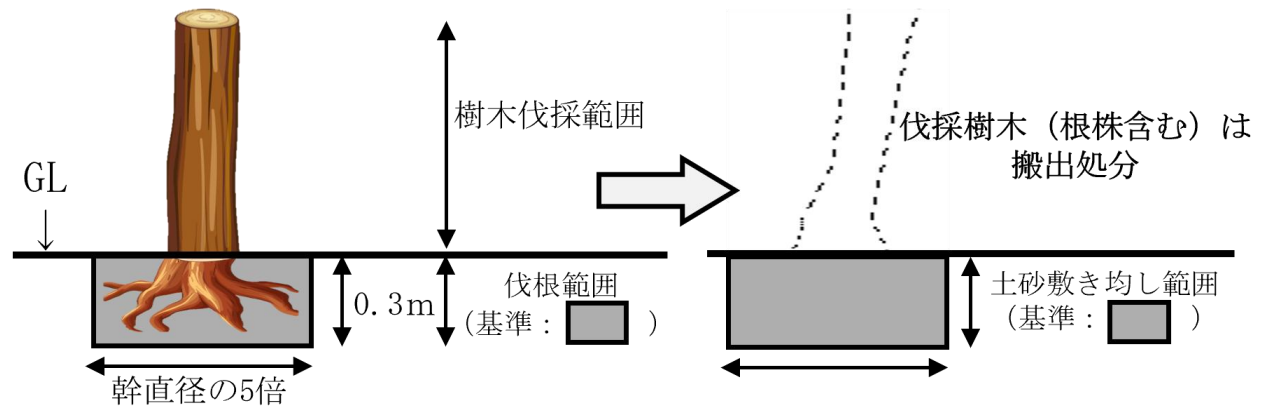 樹木伐採範囲
GL
0.3m
伐根範囲
(基準: )
幹直径の5倍
伐採樹木(根株含む)は
搬出処分
土砂敷き均し範囲
(基準: )